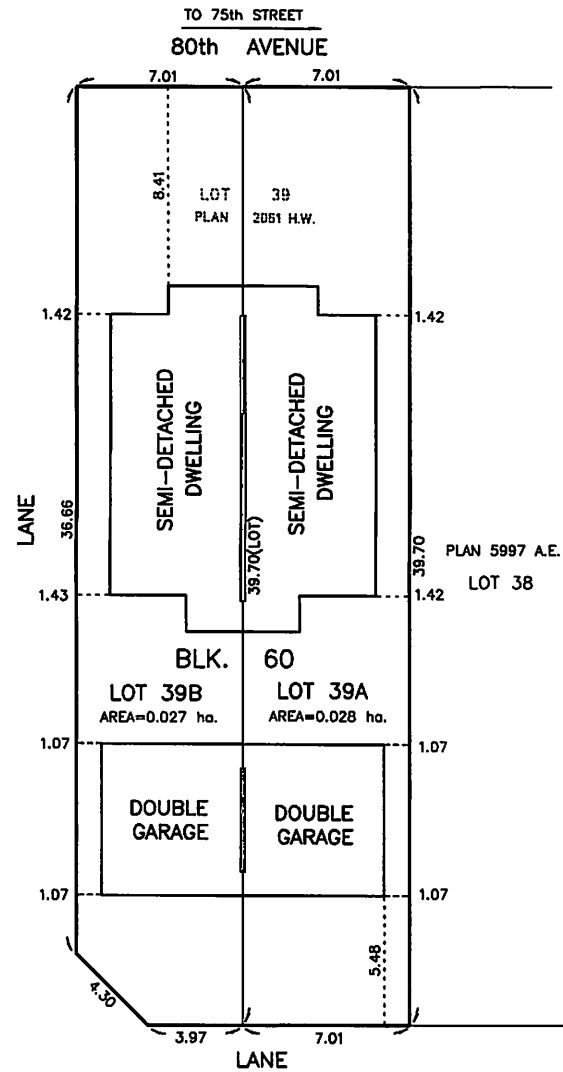 TO 75th STREET
80th AVENUE
7.01 7.01
8.41
LOT 39
PLAN 2061 H.W.
1.42 1.42
SEMI-DETACHED
DWELLING
SEMI-DETACHED
DWELLING
LANE
36.66
39.70(LOT)
39.70
PLAN 5997 A.E.
LOT 38
1.43 1.42
BLK. 60
LOT 39B LOT 39A
AREA=0.027 ha. AREA=0.028 ha.
1.07 1.07
DOUBLE
GARAGE
DOUBLE
GARAGE
1.07 1.07
5.48
4.30
3.97 7.01
LANE